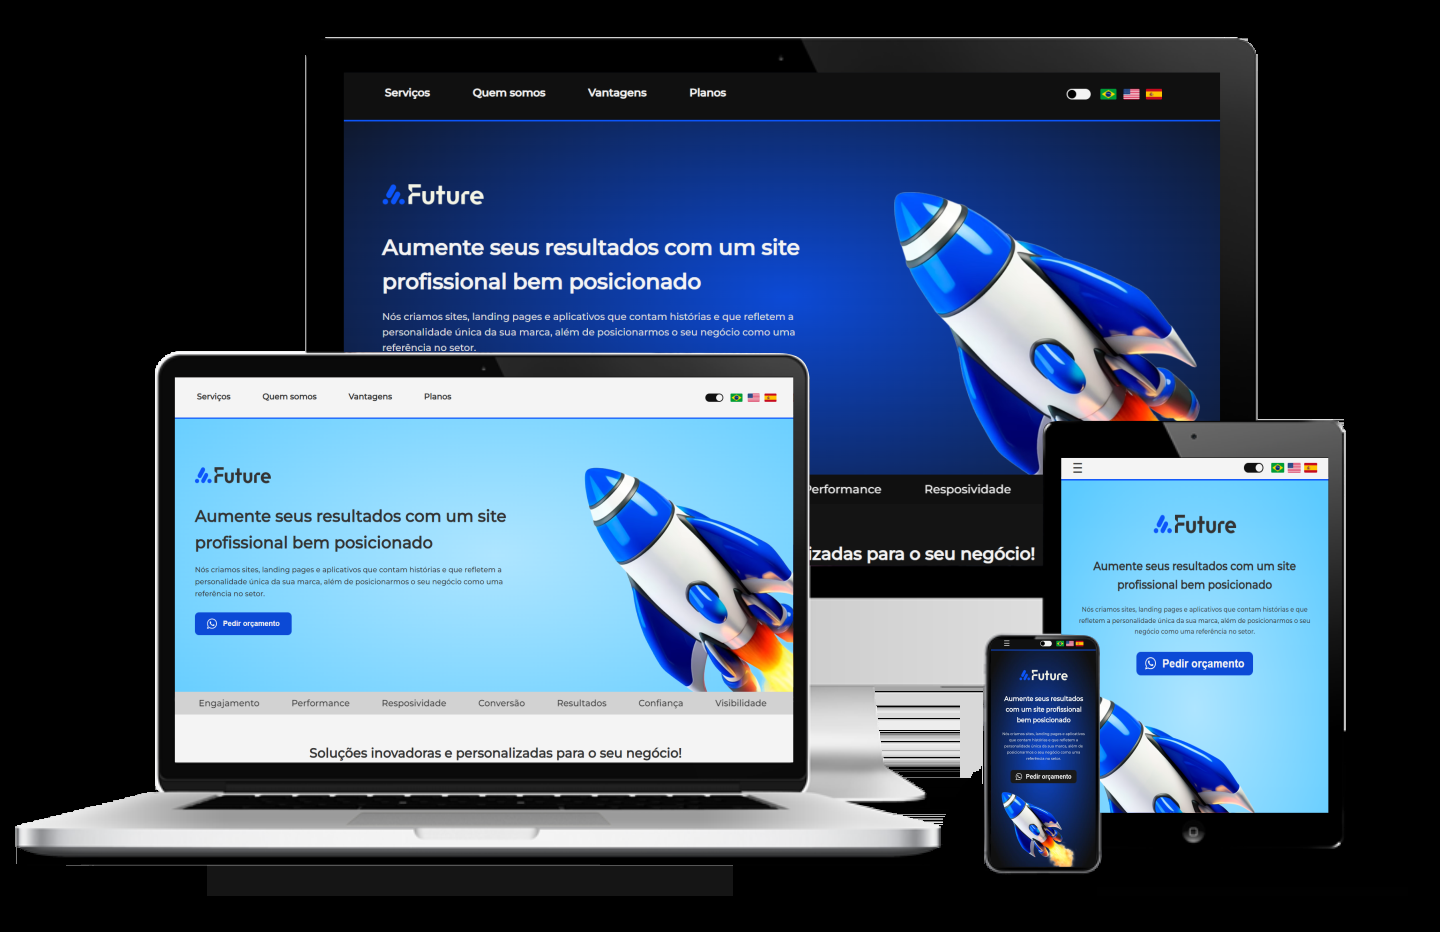 Serviços Quem somos Vantagens Planos
Future
Aumente seus resultados com um site
profissional bem posicionado
Nós criamos sites, landing pages e aplicativos que contam histórias e que refletem a
personalidade única da sua marca, além de posicionarmos o seu negócio como uma
referência no setor.
Performance Resposividade
izadas para o seu negócio!
Serviços Quem somos Vantagens Planos
Future
Aumente seus resultados com um site
profissional bem posicionado
Nós criamos sites, landing pages e aplicativos que contam histórias e que refletem a
personalidade única da sua marca, além de posicionarmos o seu negócio como uma
referência no setor.
Pedir orçamento
Engajamento Performance Resposividade Conversão Resultados Confiança Visibilidade
Soluções inovadoras e personalizadas para o seu negócio!
Future
Aumente seus resultados com um site
profissional bem posicionado
Nós criamos sites, landing pages e aplicativos que contam histórias e que
refletem a personalidade única da sua marca, além de posicionarmos o seu
negócio como uma referência no setor.
Pedir orçamento
Future
Aumente seus resultados
com um site profissional
bem posicionado
Nós criamos sites, landing pages e aplicativos
que contam histórias e que refletem a
personalidade única da sua marca, além de
posicionarmos o seu negócio como uma
referência no setor.
Pedir orçamento